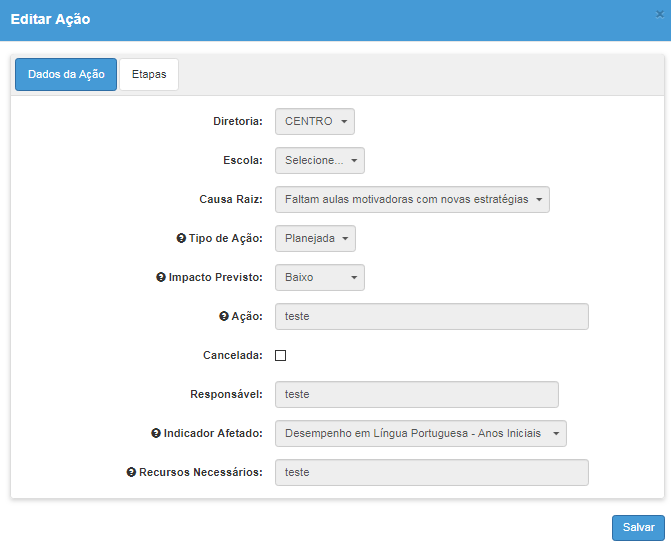 Editar Ação ×
Dados da Ação Etapas
Diretoria: CENTRO
Escola: Selecione...
Causa Raiz: Faltam aulas motivadoras com novas estratégias
Tipo de Ação: Planejada
Impacto Previsto: Baixo
Ação: teste
Cancelada:
Responsável: teste
Indicador Afetado: Desempenho em Língua Portuguesa - Anos Iniciais
Recursos Necessários: teste
Salvar